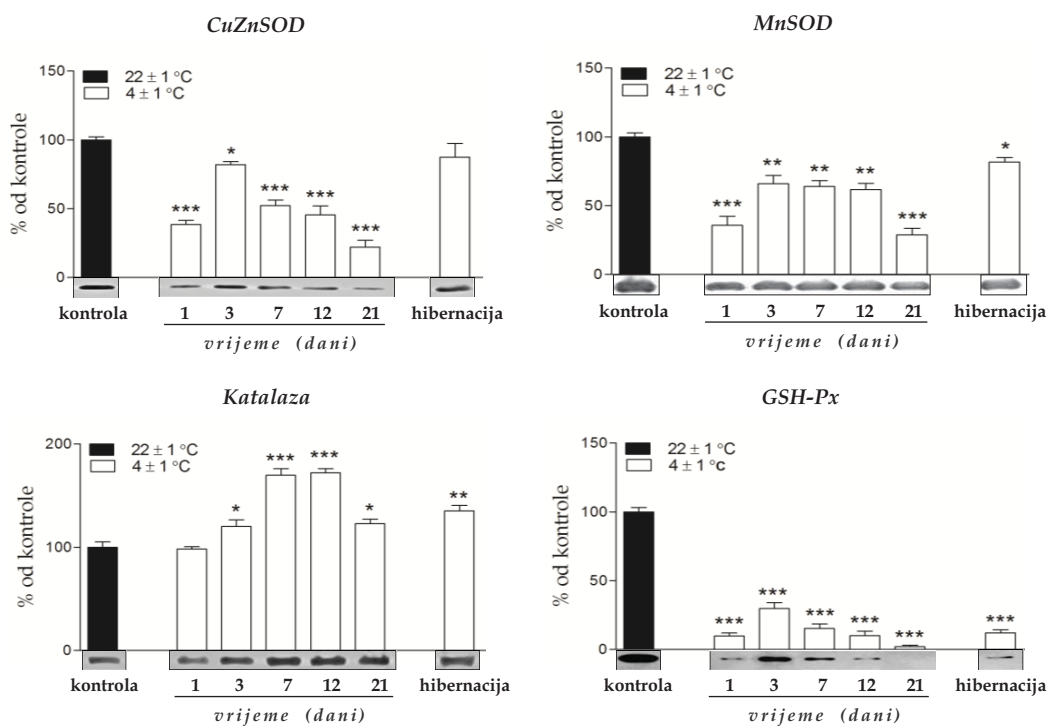 CuZnSOD
150
100
50
0
% od kontrole
22 ± 1 °C
4 ± 1 °C
***
*
***
***
***
kontrola
1 3 7 12 21
hibernacija
vrijeme (dani)
MnSOD
150
100
50
0
% od kontrole
22 ± 1 °C
4 ± 1 °C
***
**
**
**
***
*
kontrola
1 3 7 12 21
hibernacija
vrijeme (dani)
Katalaza
200
100
0
% od kontrole
22 ± 1 °C
4 ± 1 °C
*
***
***
*
**
kontrola
1 3 7 12 21
hibernacija
vrijeme (dani)
GSH-Px
150
100
50
0
% od kontrole
22 ± 1 °C
4 ± 1 °c
***
***
***
***
***
***
kontrola
1 3 7 12 21
hibernacija
vrijeme (dani)